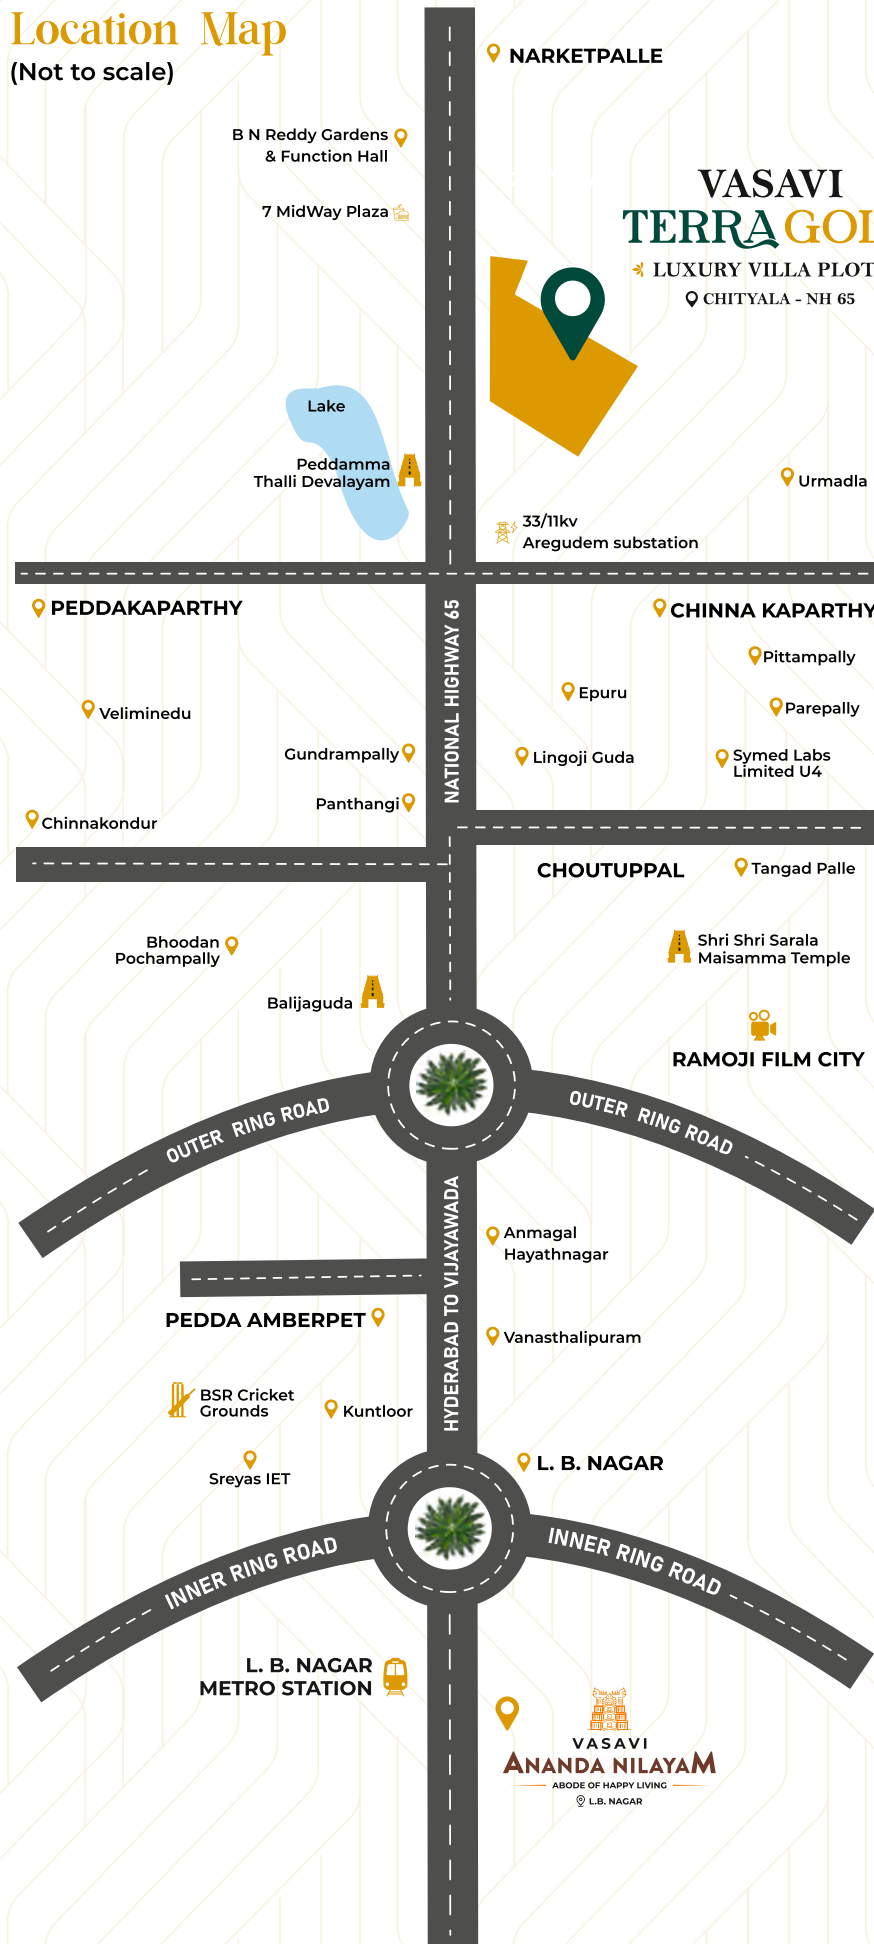 Location Map
(Not to scale)
NARKETPALLE
B N Reddy Gardens
& Function Hall
7 MidWay Plaza
VASAVI
TERRA GOL
LUXURY VILLA PLOT
CHITYALA - NH 65
Lake
Peddamma
Thalli Devalayam
Urmadla
33/11kv
Aregudem substation
PEDDAKAPARTHY
CHINNA KAPARTHY
NATIONAL HIGHWAY 65
Pittampally
Epuru
Veliminedu
Parepally
Gundrampally
Lingoji Guda
Symed Labs
Limited U4
Panthangi
Chinnakondur
CHOUTUPPAL
Tangad Palle
Bhoodan
Pochampally
Shri Shri Sarala
Maisamma Temple
Balijaguda
RAMOJI FILM CITY
OUTER RING ROAD
OUTER RING ROAD
HYDERABAD TO VIJAYAWADA
Anmagal
Hayathnagar
PEDDA AMBERPET
Vanasthalipuram
BSR Cricket
Grounds
Kuntloor
Sreyas IET
L. B. NAGAR
INNER RING ROAD
INNER RING ROAD
L. B. NAGAR
METRO STATION
VASAVI
ANANDA NILAYAM
ABODE OF HAPPY LIVING
L.B. NAGAR